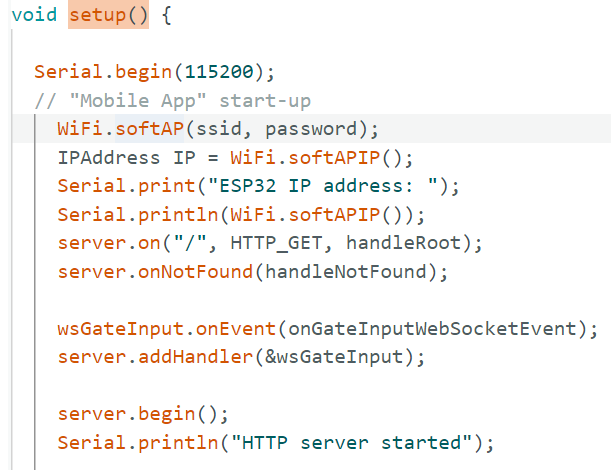 void setup() {
Serial.begin(115200);
// "Mobile App" start-up
WiFi.softAP(ssid, password);
IPAddress IP = WiFi.softAPIP();
Serial.print("ESP32 IP address: ");
Serial.println(WiFi.softAPIP());
server.on("/", HTTP_GET, handleRoot);
server.onNotFound(handleNotFound);
wsGateInput.onEvent(onGateInputWebSocketEvent);
server.addHandler(&wsGateInput);
server.begin();
Serial.println("HTTP server started");